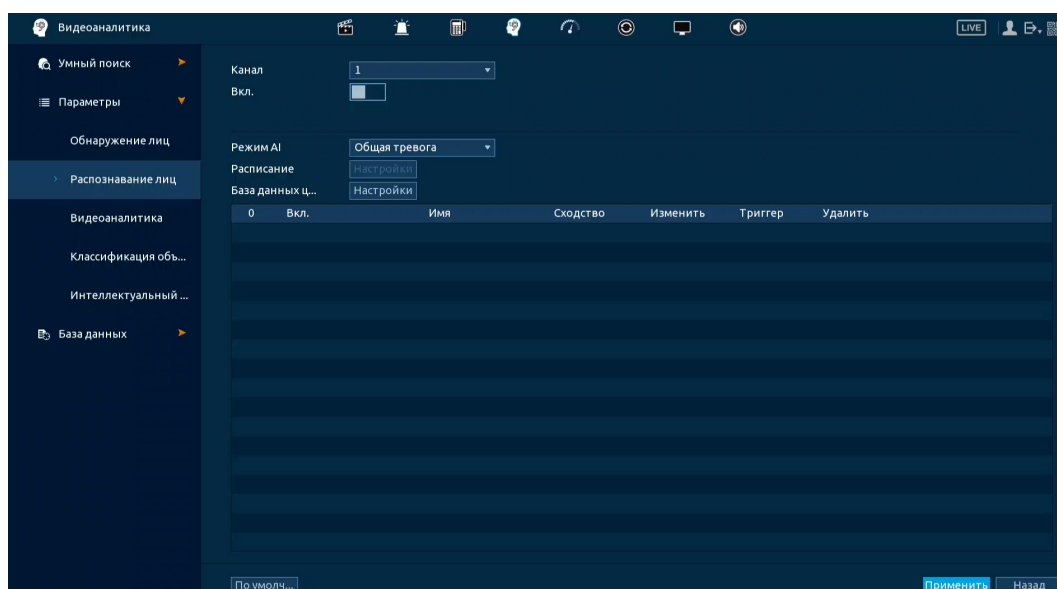 Видеоаналитика LIVE
Умный поиск
Параметры
Обнаружение лиц
Распознавание лиц
Видеоаналитика
Классификация объ...
Интеллектуальный ...
База данных
Канал 1
Вкл.
Режим AI Общая тревога
Расписание Настройки
База данных ц... Настройки
0 Вкл. Имя Сходство Изменить Триггер Удалить
По умолч... Применить Назад